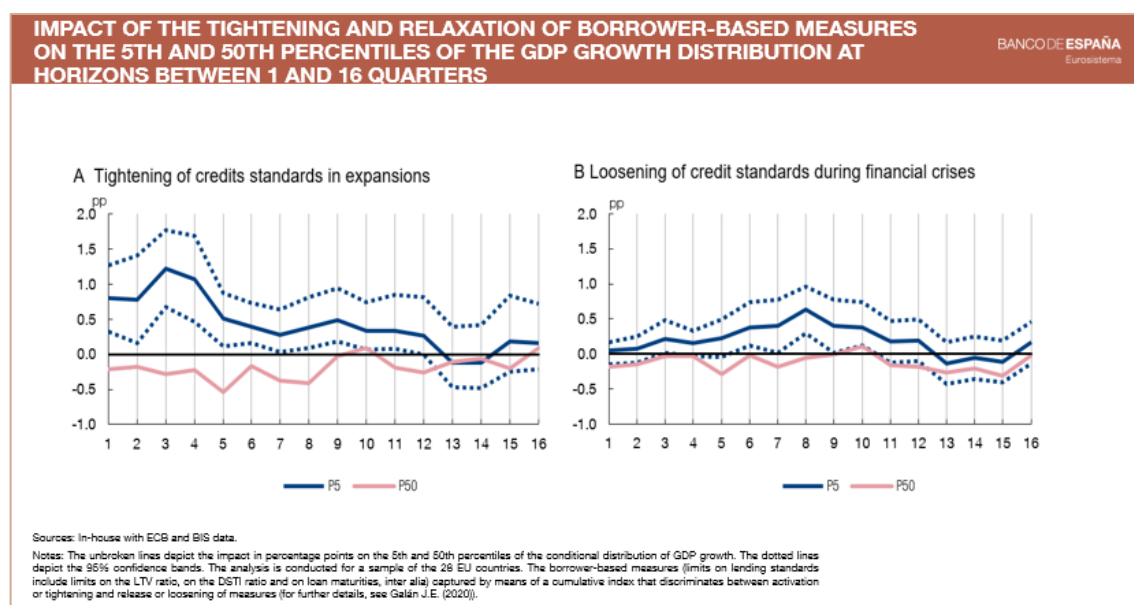 IMPACT OF THE TIGHTENING AND RELAXATION OF BORROWER-BASED MEASURES
ON THE 5TH AND 50TH PERCENTILES OF THE GDP GROWTH DISTRIBUTION AT
HORIZONS BETWEEN 1 AND 16 QUARTERS
BANCO DE ESPAÑA
Eurosistema
A Tightening of credits standards in expansions
pp
2.0
1.5
1.0
0.5
0.0
-0.5
-1.0
1 2 3 4 5 6 7 8 9 10 11 12 13 14 15 16
P5 P50
B Loosening of credit standards during financial crises
pp
2.0
1.5
1.0
0.5
0.0
-0.5
-1.0
1 2 3 4 5 6 7 8 9 10 11 12 13 14 15 16
P5 P50
Sources: In-house with ECB and BIS data.
Notes: The unbroken lines depict the impact in percentage points on the 5th and 50th percentiles of the conditional distribution of GDP growth. The dotted lines
depict the 95% confidence bands. The analysis is conducted for a sample of the 28 EU countries. The borrower-based measures (limits on lending standards
include limits on the LTV ratio, on the DSTI ratio and on loan maturities, inter alia) captured by means of a cumulative index that discriminates between activation
or tightening and release or loosening of measures (for further details, see Galán J.E. (2020)).